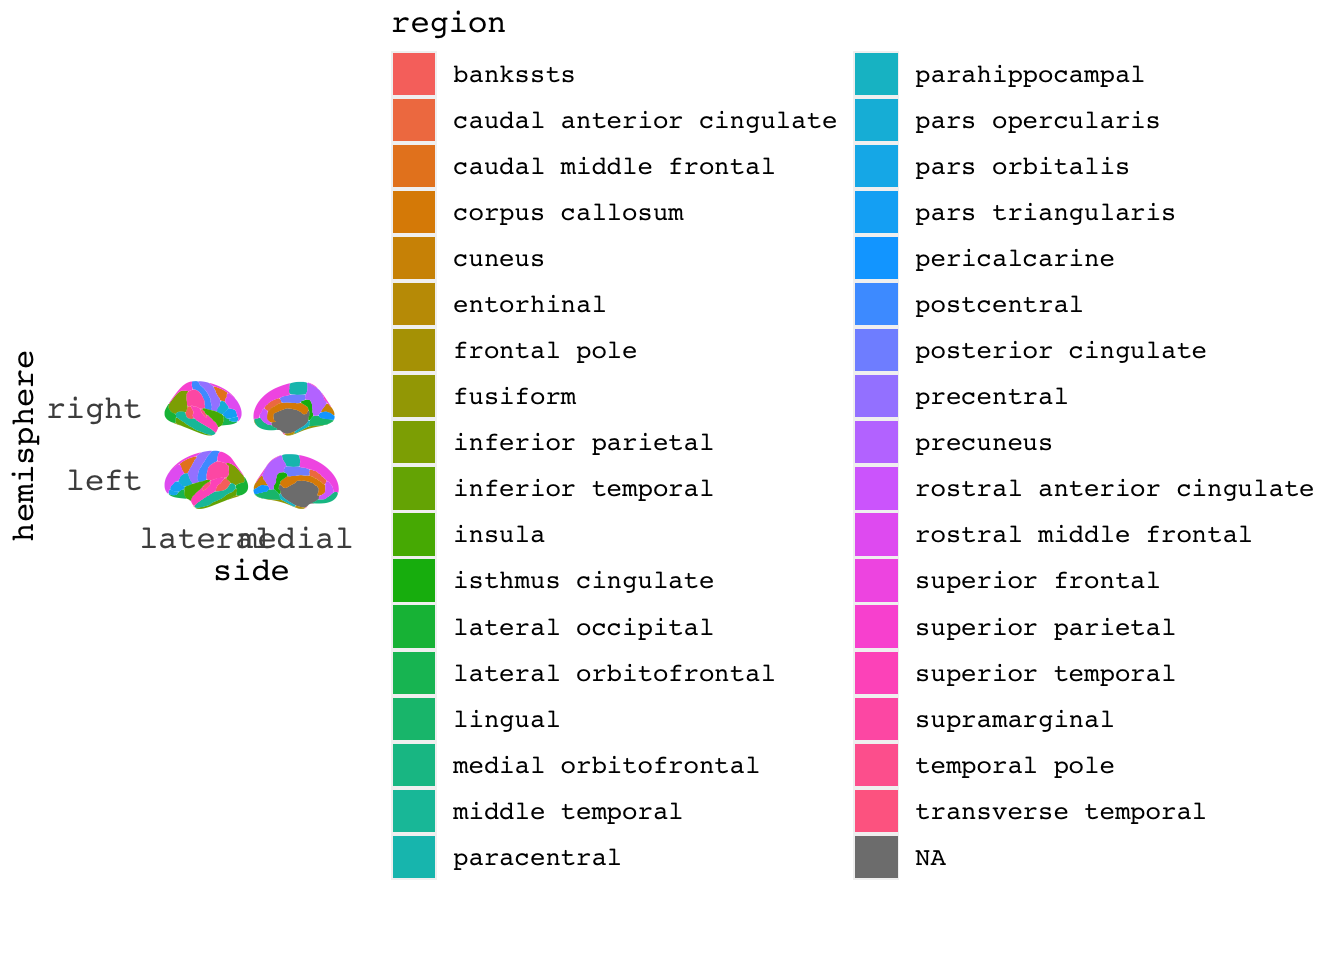 region
bankssts
caudal anterior cingulate
caudal middle frontal
corpus callosum
cuneus
entorhinal
frontal pole
fusiform
inferior parietal
inferior temporal
insula
isthmus cingulate
lateral occipital
lateral orbitofrontal
lingual
medial orbitofrontal
middle temporal
paracentral
parahippocampal
pars opercularis
pars orbitalis
pars triangularis
pericalcarine
postcentral
posterior cingulate
precentral
precuneus
rostral anterior cingulate
rostral middle frontal
superior frontal
superior parietal
superior temporal
supramarginal
temporal pole
transverse temporal
NA
hemisphere
right
left
lateral medial
side